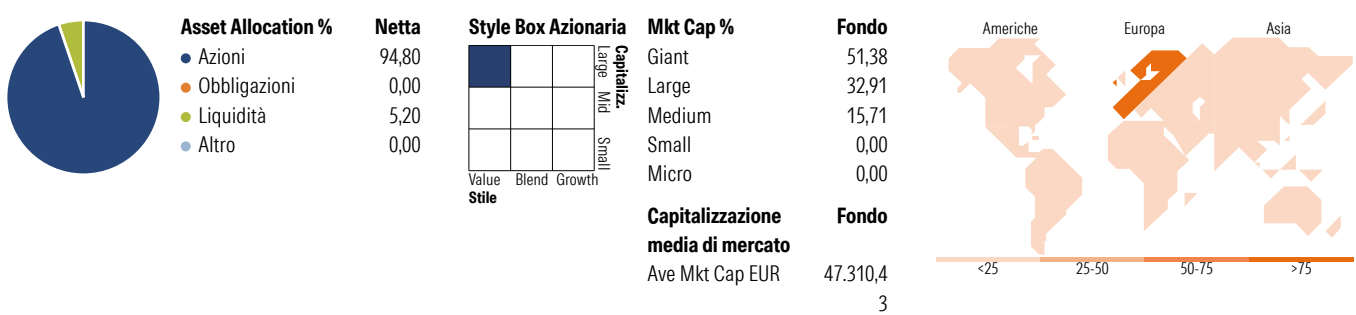 Asset Allocation % Netta
Azioni 94,80
Obbligazioni 0,00
Liquidità 5,20
Altro 0,00
Style Box Azionaria
Capitalizz.
Large Mid Small
Value Blend Growth
Stile
Mkt Cap % Fondo
Giant 51,38
Large 32,91
Medium 15,71
Small 0,00
Micro 0,00
Capitalizzazione Fondo
media di mercato
Ave Mkt Cap EUR 47.310,4
3
Americhe Europa Asia
<25 25-50 50-75 >75